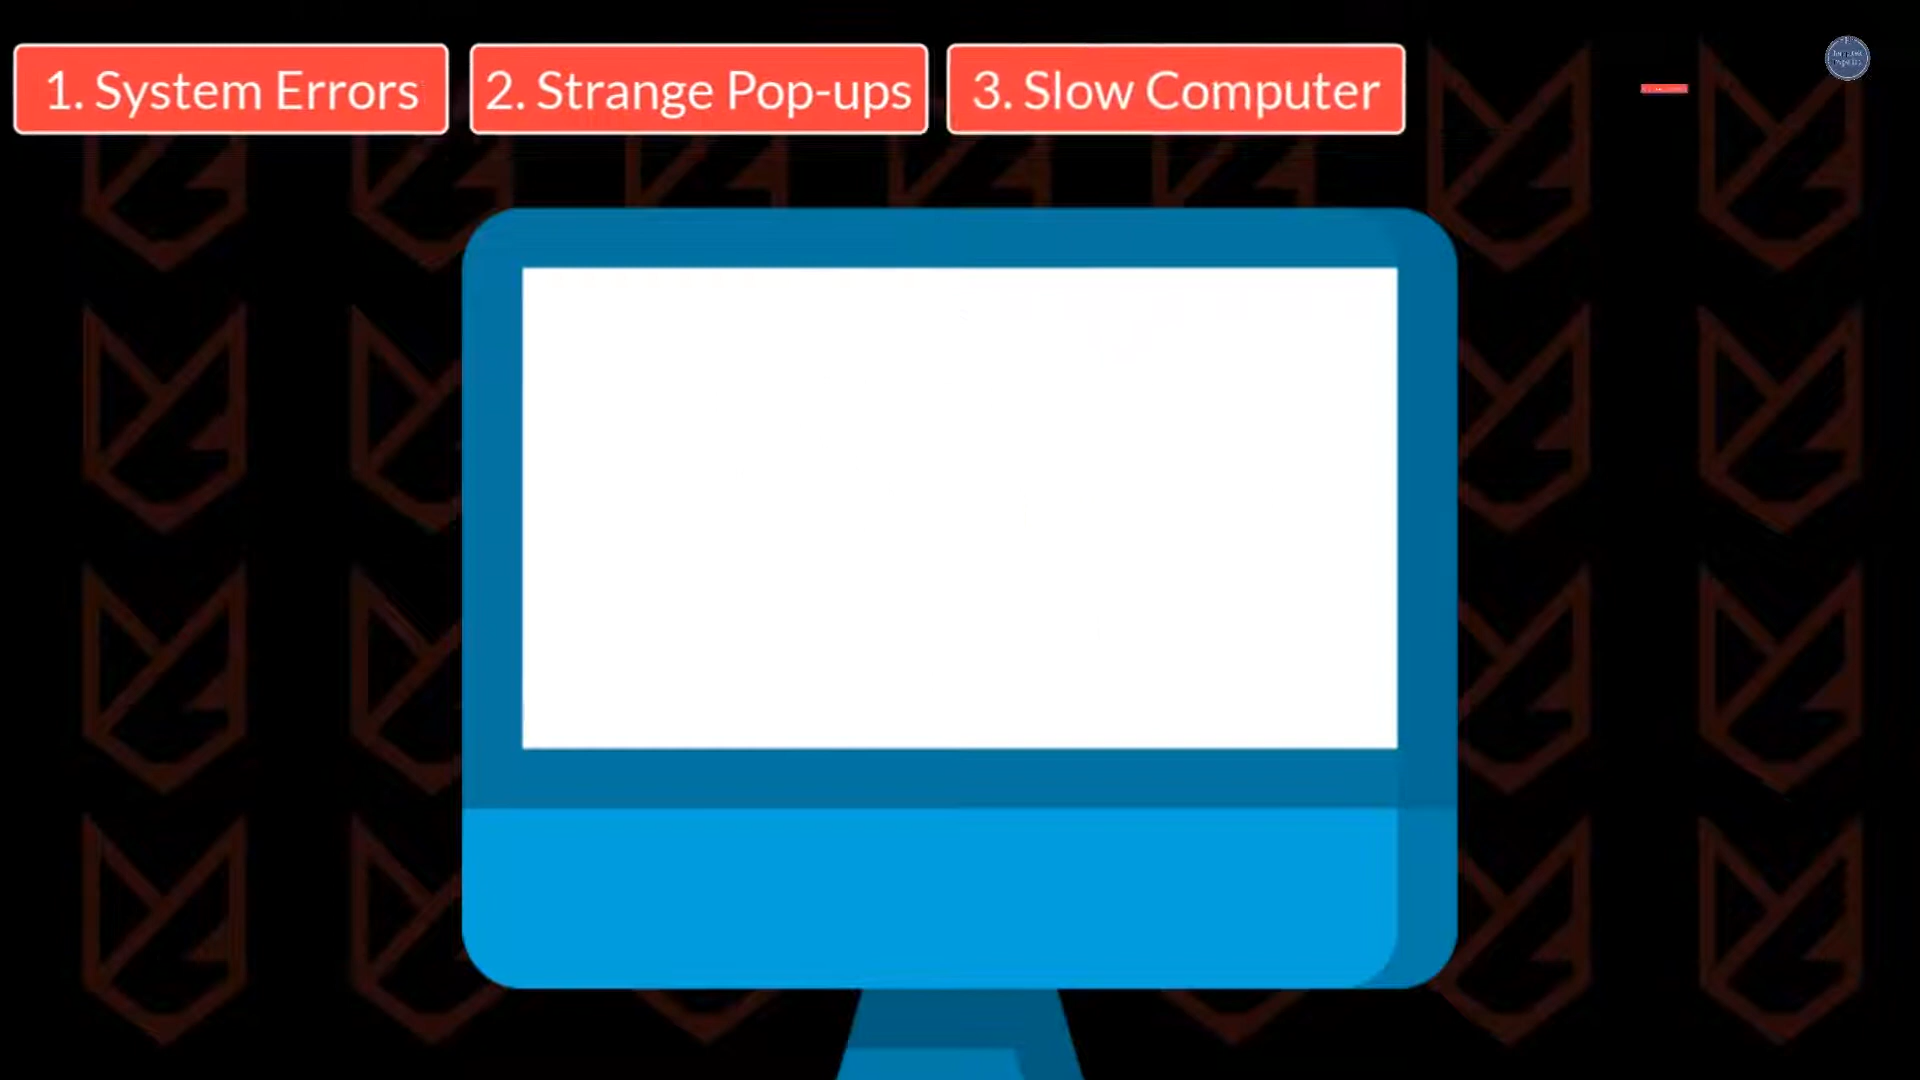 1. System Errors
2. Strange Pop-ups
3. Slow Computer